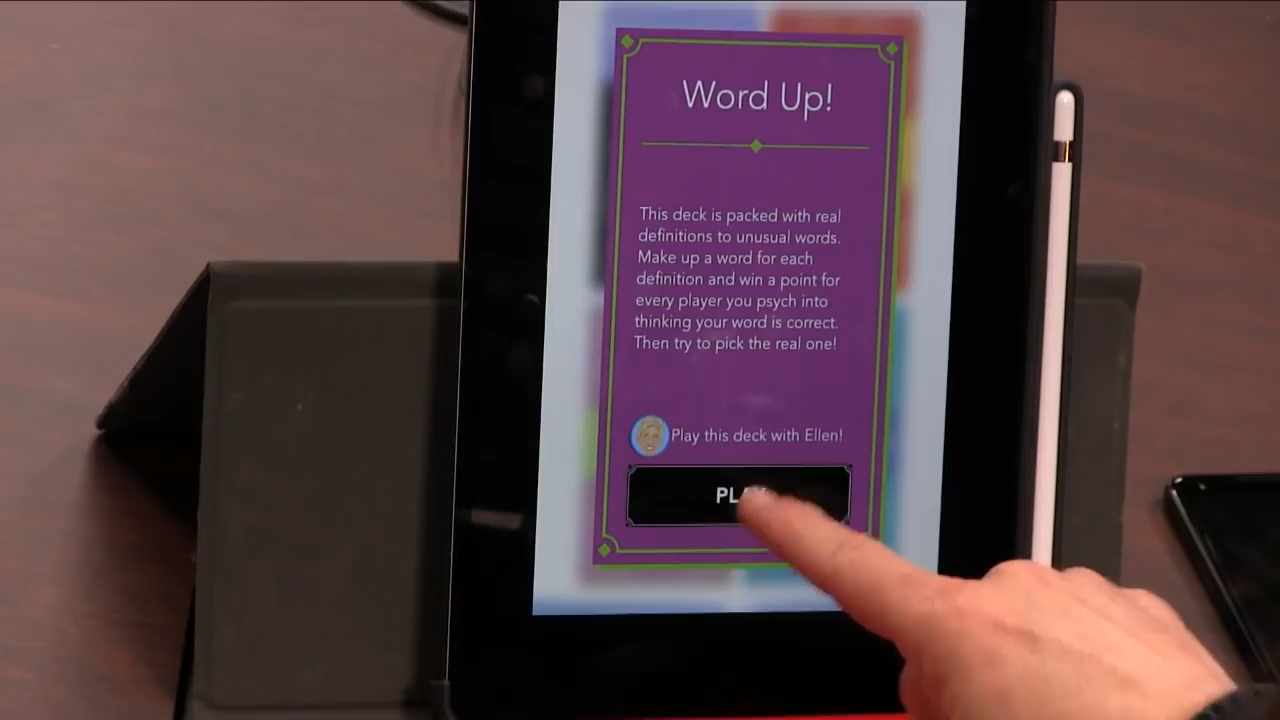 Word Up!
This deck is packed with real
definitions to unusual words.
Make up a word for each
definition and win a point for
every player you psych into
thinking your word is correct.
Then try to pick the real one!
Play this deck with Ellen!
PLAY